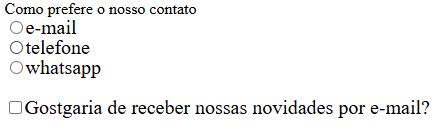 Como prefere o nosso contato
e-mail
telefone
whatsapp
Gostgaria de receber nossas novidades por e-mail?